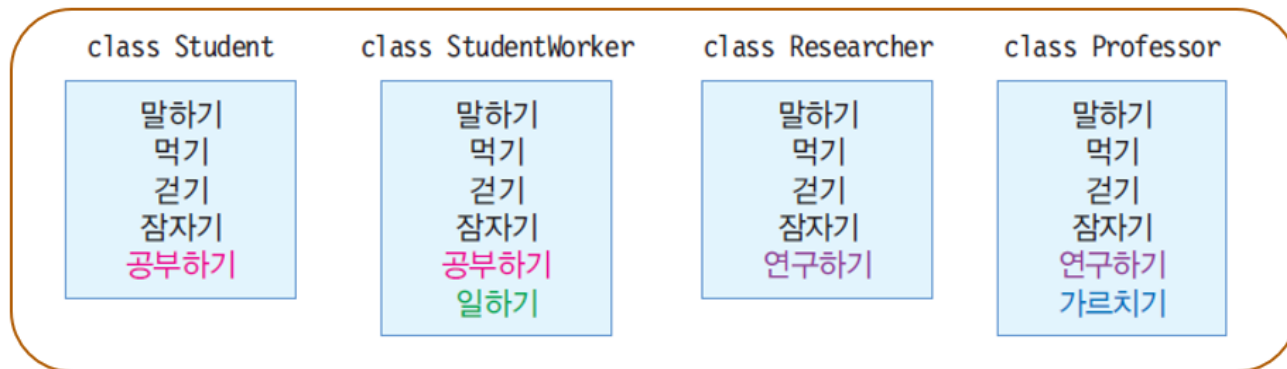 class Student
말하기
먹기
걷기
잠자기
공부하기
class StudentWorker
말하기
먹기
걷기
잠자기
공부하기
일하기
class Researcher
말하기
먹기
걷기
잠자기
연구하기
class Professor
말하기
먹기
걷기
잠자기
연구하기
가르치기